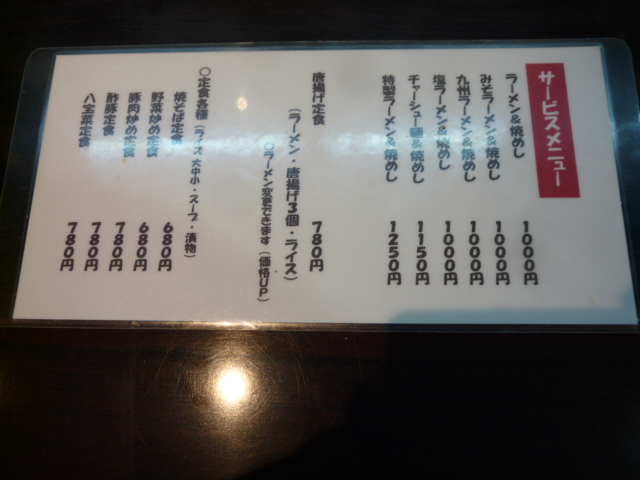 サービスメニュー
ラーメン&焼めし 1000円
みそラーメン&焼めし 1000円
九州ラーメン&焼めし 1000円
塩ラーメン&焼めし 1000円
チャーシュー麺&焼めし 1150円
特製ラーメン&焼めし 1250円
唐揚げ定食 780円
(ラーメン・唐揚げ3個・ライス)
○ラーメン変更できます(価格UP)
○定食各種(ライス大中小・スープ・漬物)
焼そば定食 680円
野菜炒め定食 680円
豚肉炒め定食 780円
酢豚定食 780円
八宝菜定食 780円